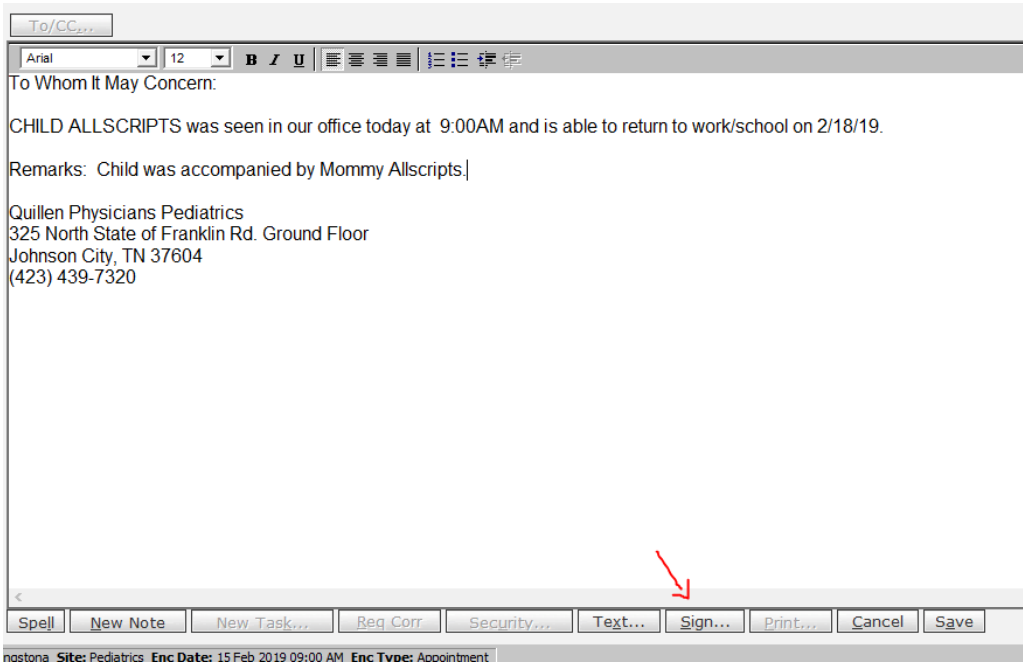 To/CC...
Arial 12 B I U
To Whom It May Concern:
CHILD ALLSCRIPTS was seen in our office today at  9:00AM and is able to return to work/school on 2/18/19.
Remarks:  Child was accompanied by Mommy Allscripts.
Quillen Physicians Pediatrics
325 North State of Franklin Rd. Ground Floor
Johnson City, TN 37604
(423) 439-7320
Spell New Note New Task... Req Corr Security... Text... Sign... Print... Cancel Save
ngstona Site: Pediatrics Enc Date: 15 Feb 2019 09:00 AM Enc Type: Appointment